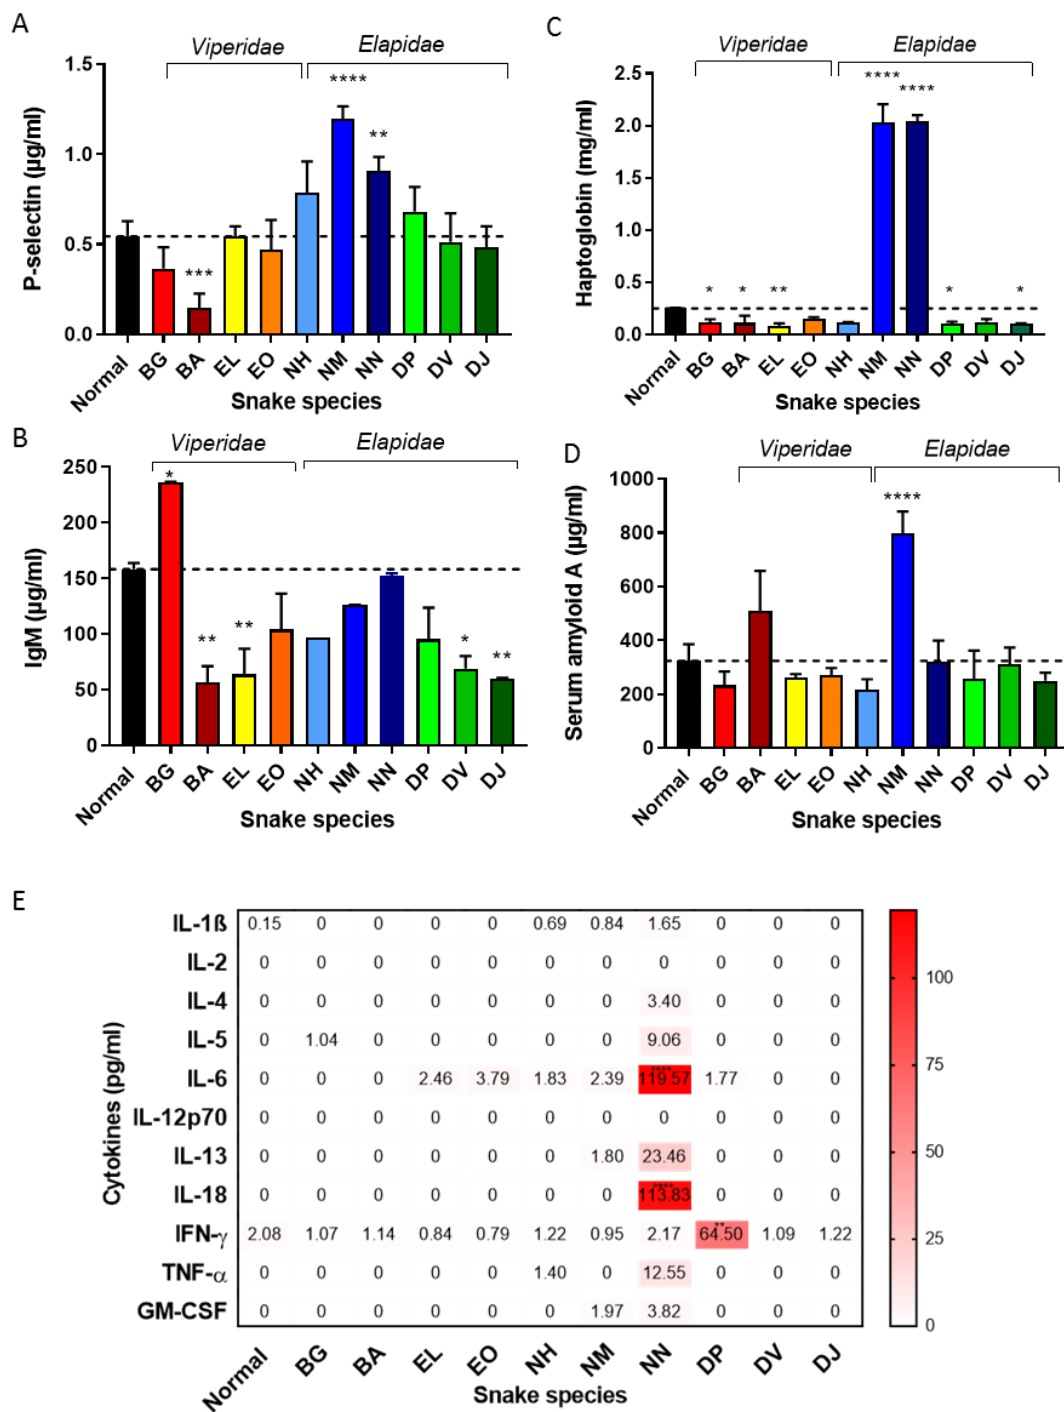 A
Viperidae
Elapidae
P-selectin (µg/ml)
1.5
1.0
0.5
0.0
****
***
**
Normal
BG
BA
EL
EO
NH
NM
NN
DP
DV
DJ
Snake species
C
Viperidae
Elapidae
Haptoglobin (mg/ml)
2.5
2.0
1.5
1.0
0.5
0.0
* * ** **** **** * *
Normal
BG
BA
EL
EO
NH
NM
NN
DP
DV
DJ
Snake species
B
Viperidae
Elapidae
IgM (µg/ml)
250
200
150
100
50
0
* ** ** * **
Normal
BG
BA
EL
EO
NH
NM
NN
DP
DV
DJ
Snake species
D
Viperidae
Elapidae
Serum amyloid A (µg/ml)
1000
800
600
400
200
0
****
Normal
BG
BA
EL
EO
NH
NM
NN
DP
DV
DJ
Snake species
E
Cytokines (pg/ml)
IL-1ß 0.15 0 0 0 0 0.69 0.84 1.65 0 0 0
IL-2 0 0 0 0 0 0 0 0 0 0 0
IL-4 0 0 0 0 0 0 0 3.40 0 0 0
IL-5 0 1.04 0 0 0 0 0 9.06 0 0 0
IL-6 0 0 0 2.46 3.79 1.83 2.39 **** 119.57 1.77 0 0
IL-12p70 0 0 0 0 0 0 0 0 0 0 0
IL-13 0 0 0 0 0 0 1.80 23.46 0 0 0
IL-18 0 0 0 0 0 0 0 **** 113.83 0 0 0
IFN-γ 2.08 1.07 1.14 0.84 0.79 1.22 0.95 2.17 ** 64.50 1.09 1.22
TNF-α 0 0 0 0 0 1.40 0 12.55 0 0 0
GM-CSF 0 0 0 0 0 0 1.97 3.82 0 0 0
Normal
BG
BA
EL
EO
NH
NM
NN
DP
DV
DJ
Snake species
100
75
50
25
0